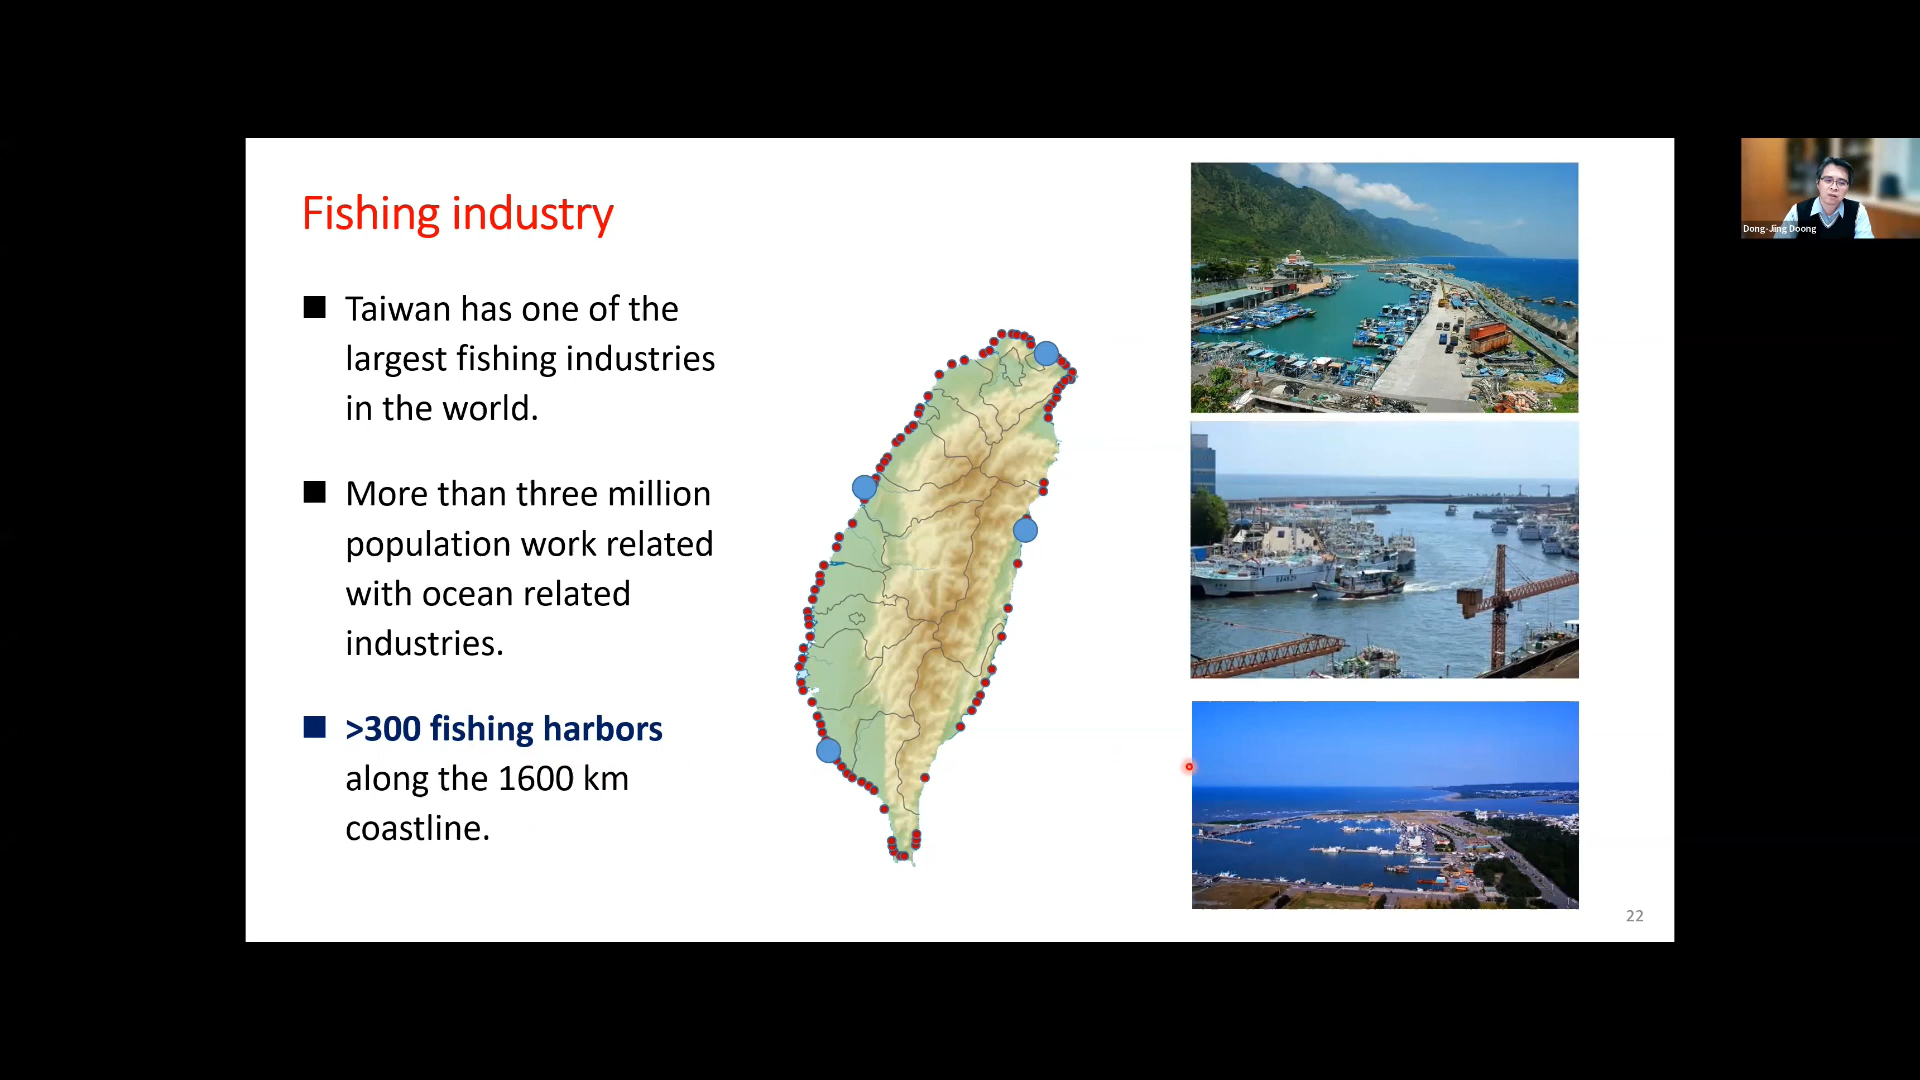 Fishing industry
Taiwan has one of the
largest fishing industries
in the world.
More than three million
population work related
with ocean related
industries.
>300 fishing harbors
along the 1600 km
coastline.
22
Dong-Jing Doong